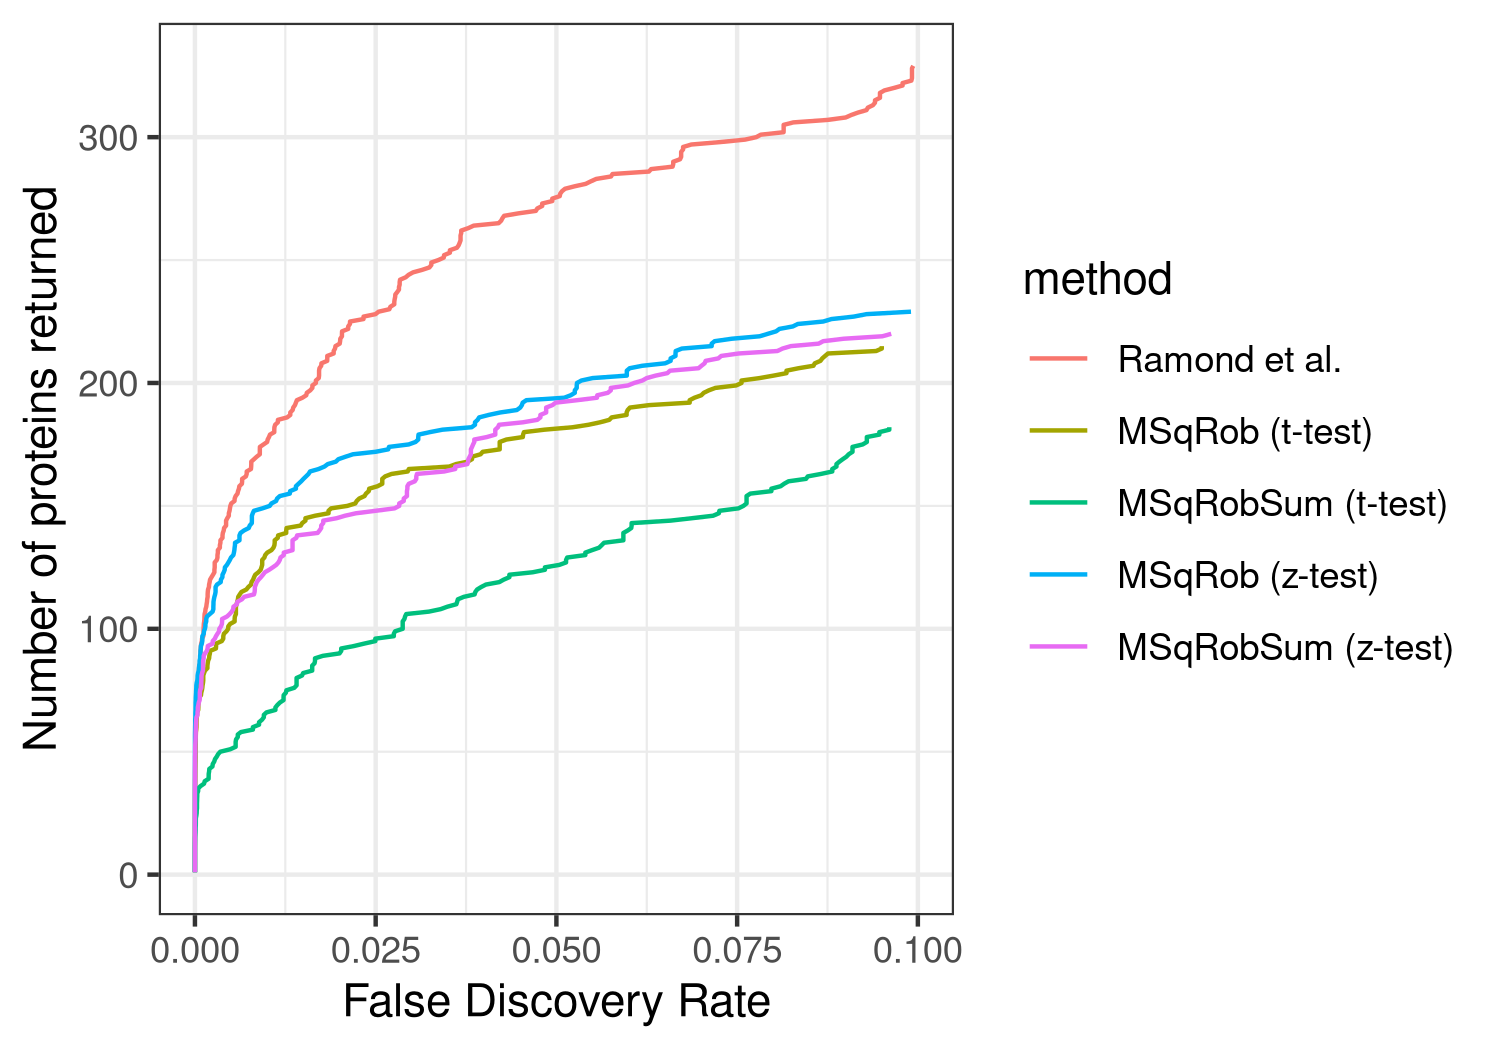 Number of proteins returned
300
200
100
0
0.000 0.025 0.050 0.075 0.100
False Discovery Rate
method
Ramond et al.
MSqRob (t-test)
MSqRobSum (t-test)
MSqRob (z-test)
MSqRobSum (z-test)